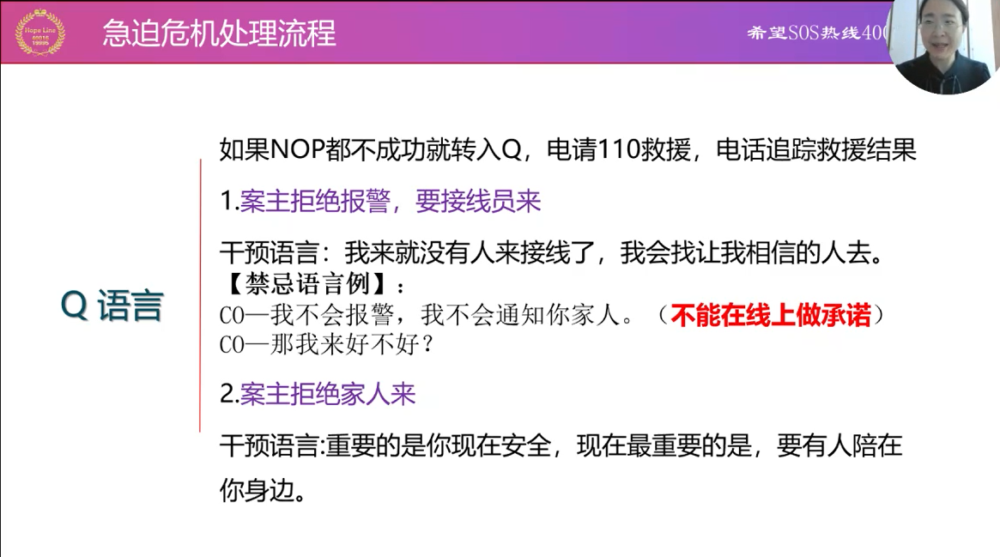 Hope Line
40016
19995
急迫危机处理流程
希望SOS热线400
如果NOP都不成功就转入Q，电请110救援，电话追踪救援结果
1.案主拒绝报警，要接线员来
干预语言：我来就没有人来接线了，我会找让我相信的人去。
【禁忌语言例】：
CO—我不会报警，我不会通知你家人。（不能在线上做承诺）
CO—那我来好不好？
Q 语言
2.案主拒绝家人来
干预语言:重要的是你现在安全，现在最重要的是，要有人陪在
你身边。